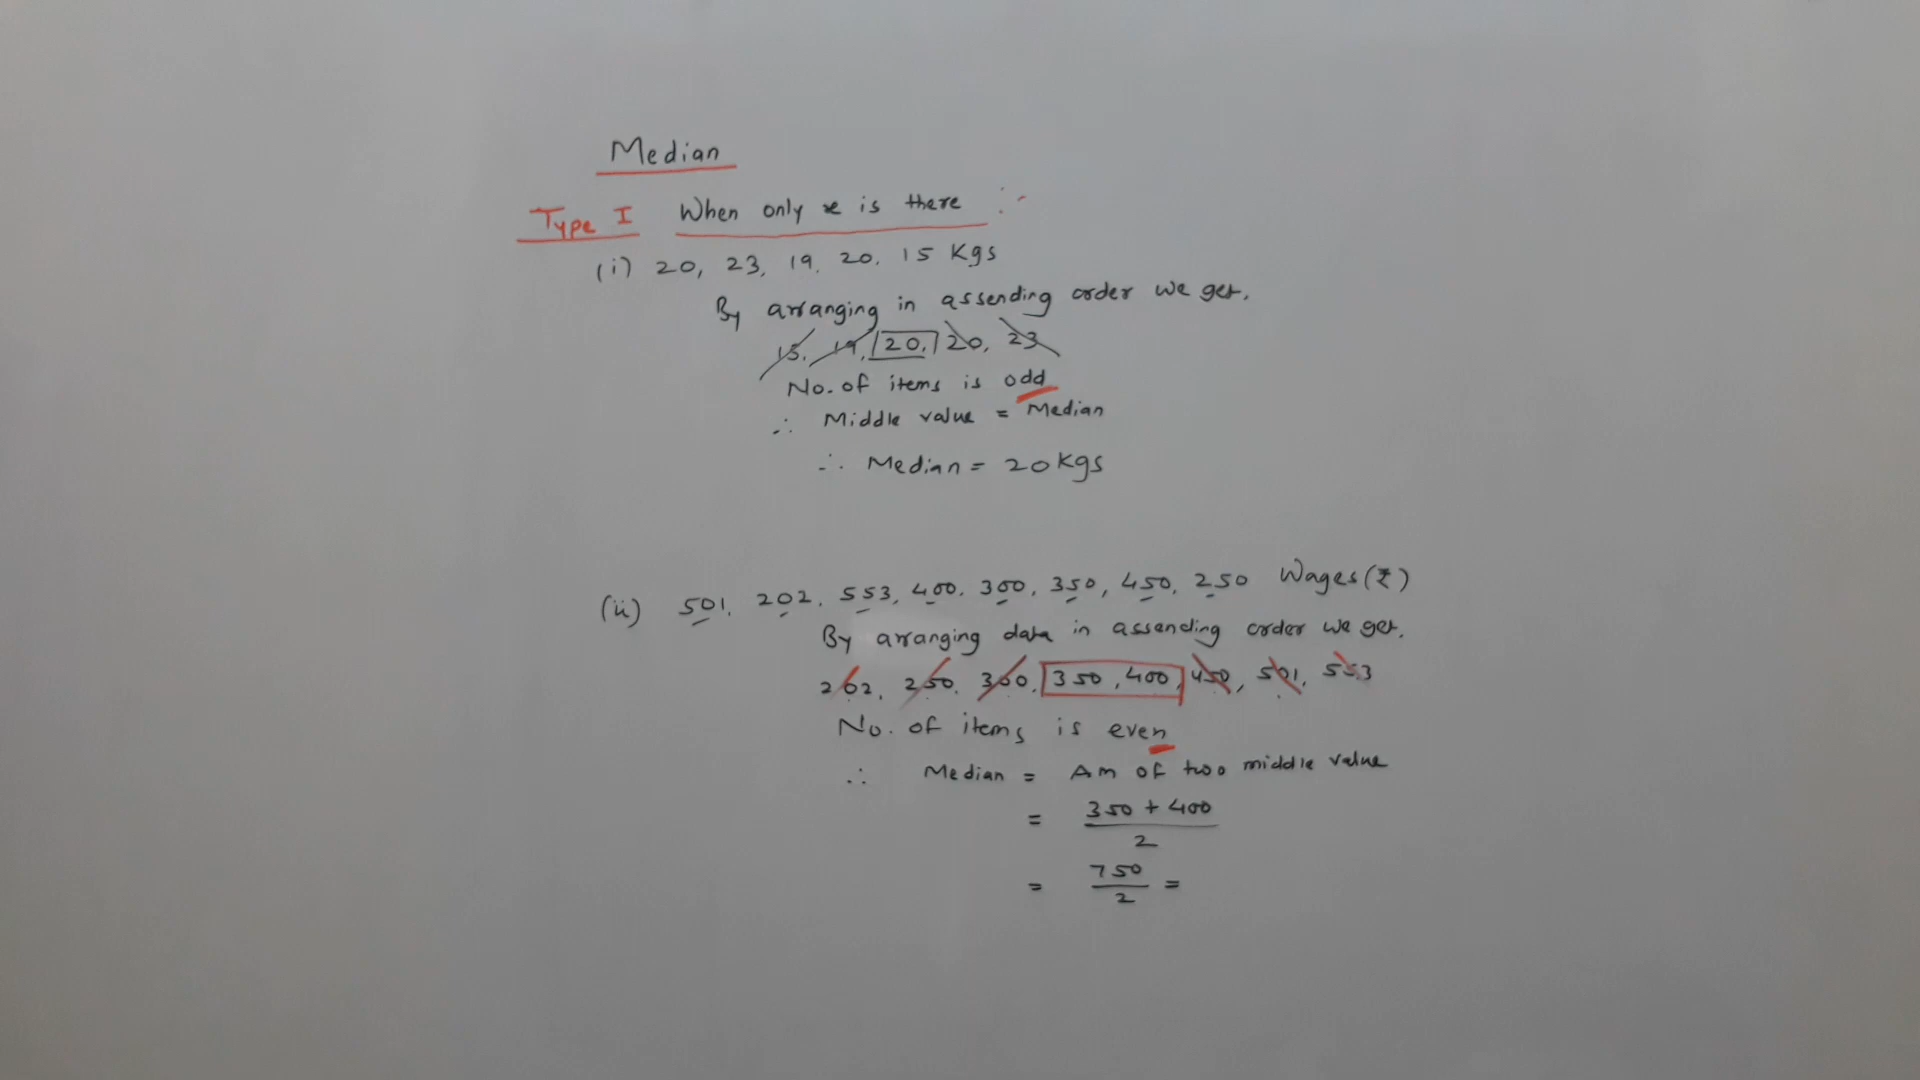 Median
Type I When only x is there :-
(i) 20, 23, 19, 20, 15 Kgs
By arranging in assending order we get,
15, 19, 20, 20, 23
No. of items is odd
∴ Middle value = Median
∴ Median = 20 Kgs
(ii) 501, 202, 553, 400, 300, 350, 450, 250 Wages (₹)
By arranging data in assending order we get,
202, 250, 300, 350, 400, 450, 501, 553
No. of items is even
∴ Median = Am of two middle value
= 350 + 400
2
= 750 =
2